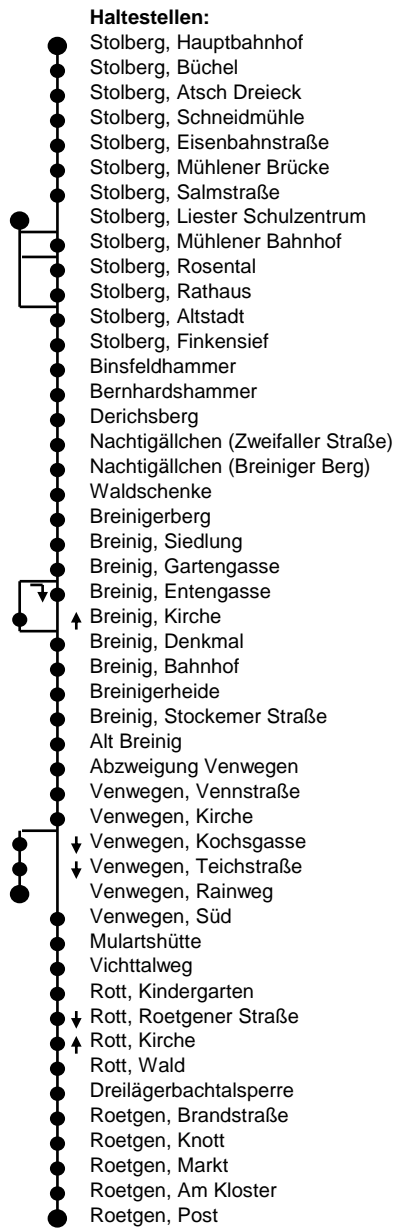 Haltestellen:
Stolberg, Hauptbahnhof
Stolberg, Büchel
Stolberg, Atsch Dreieck
Stolberg, Schneidmühle
Stolberg, Eisenbahnstraße
Stolberg, Mühlener Brücke
Stolberg, Salmstraße
Stolberg, Liester Schulzentrum
Stolberg, Mühlener Bahnhof
Stolberg, Rosental
Stolberg, Rathaus
Stolberg, Altstadt
Stolberg, Finkensief
Binsfeldhammer
Bernhardshammer
Derichsberg
Nachtigällchen (Zweifaller Straße)
Nachtigällchen (Breiniger Berg)
Waldschenke
Breinigerberg
Breinig, Siedlung
Breinig, Gartengasse
Breinig, Entengasse
Breinig, Kirche
Breinig, Denkmal
Breinig, Bahnhof
Breinigerheide
Breinig, Stockemer Straße
Alt Breinig
Abzweigung Venwegen
Venwegen, Vennstraße
Venwegen, Kirche
Venwegen, Kochsgasse
Venwegen, Teichstraße
Venwegen, Rainweg
Venwegen, Süd
Mulartshütte
Vichttalweg
Rott, Kindergarten
Rott, Roetgener Straße
Rott, Kirche
Rott, Wald
Dreilägerbachtalsperre
Roetgen, Brandstraße
Roetgen, Knott
Roetgen, Markt
Roetgen, Am Kloster
Roetgen, Post